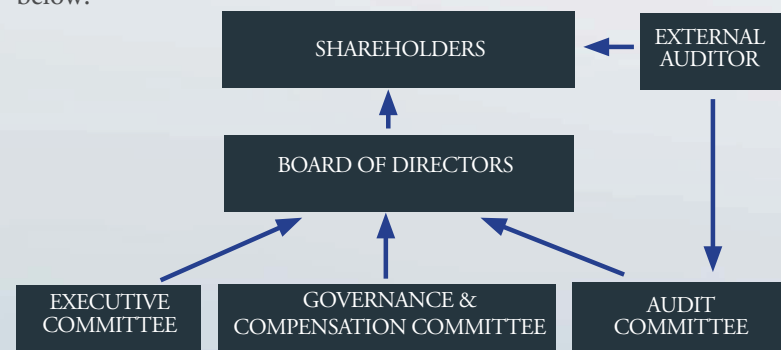 below:
SHAREHOLDERS
EXTERNAL
AUDITOR
BOARD OF DIRECTORS
EXECUTIVE
COMMITTEE
GOVERNANCE &
COMPENSATION COMMITTEE
AUDIT
COMMITTEE